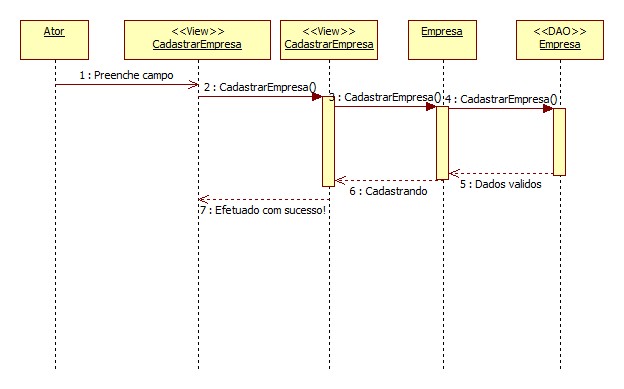 Ator
<<View>>
CadastrarEmpresa
<<View>>
CadastrarEmpresa
Empresa
<<DAO>>
Empresa
1 : Preenche campo
2 : CadastrarEmpresa()
3 : CadastrarEmpresa()
4 : CadastrarEmpresa()
5 : Dados validos
6 : Cadastrando
7 : Efetuado com sucesso!